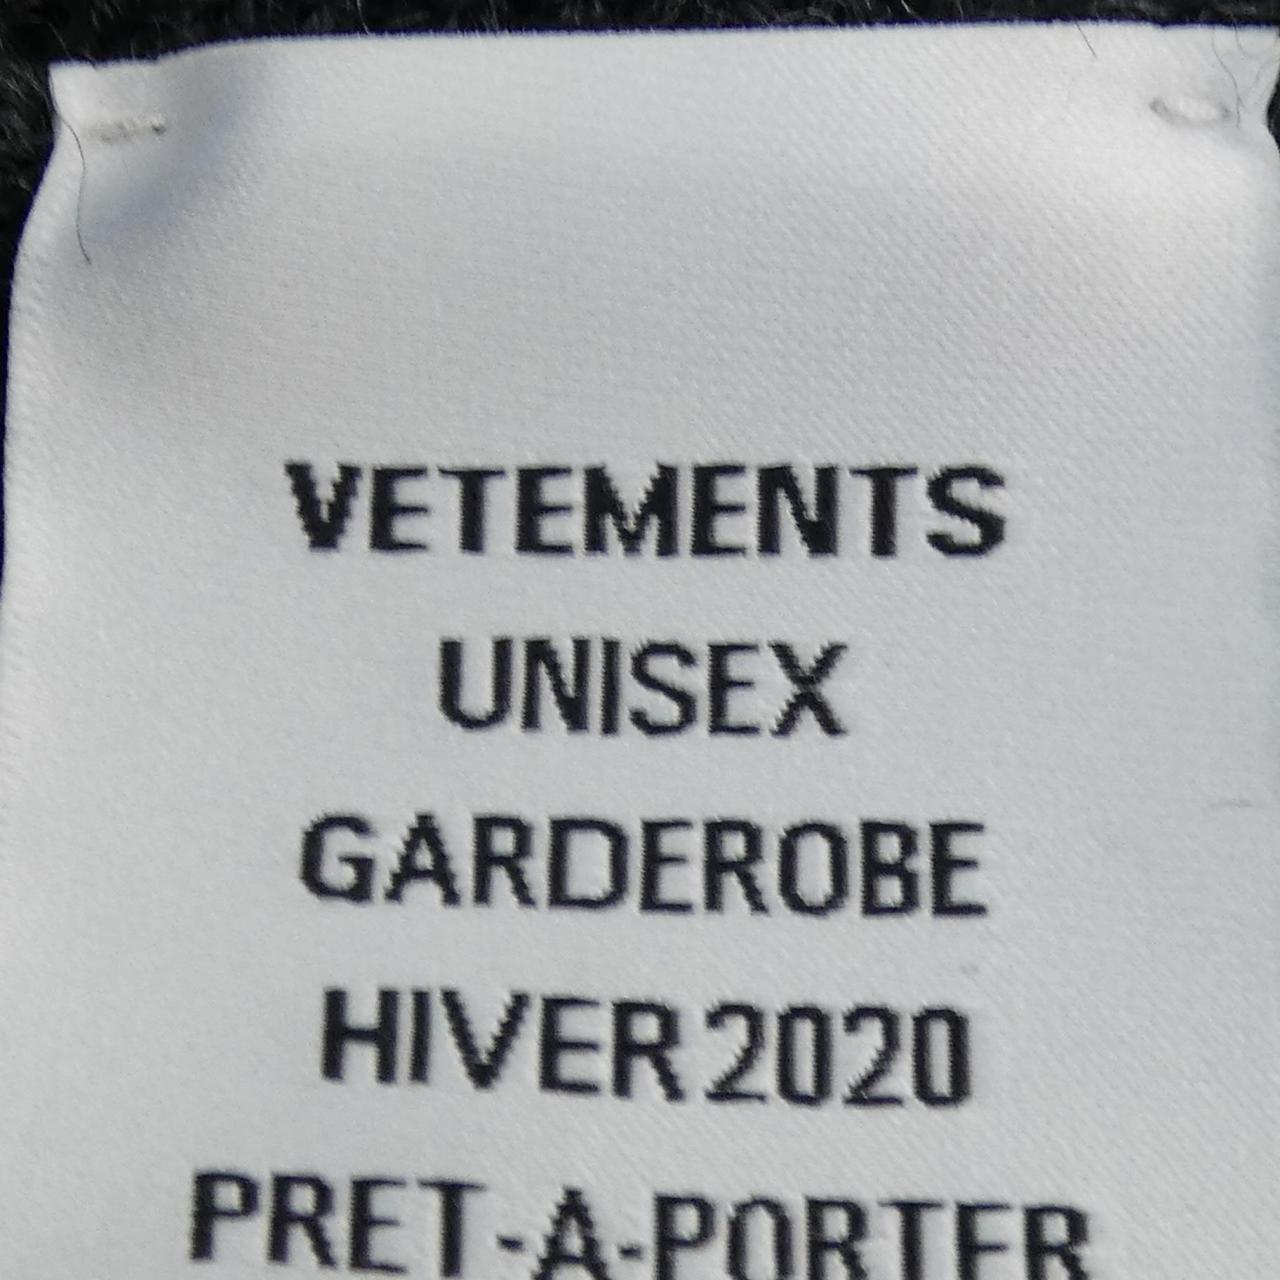 VETEMENTS
UNISEX
GARDEROBE
HIVER 2020
PRET-A-PORTER